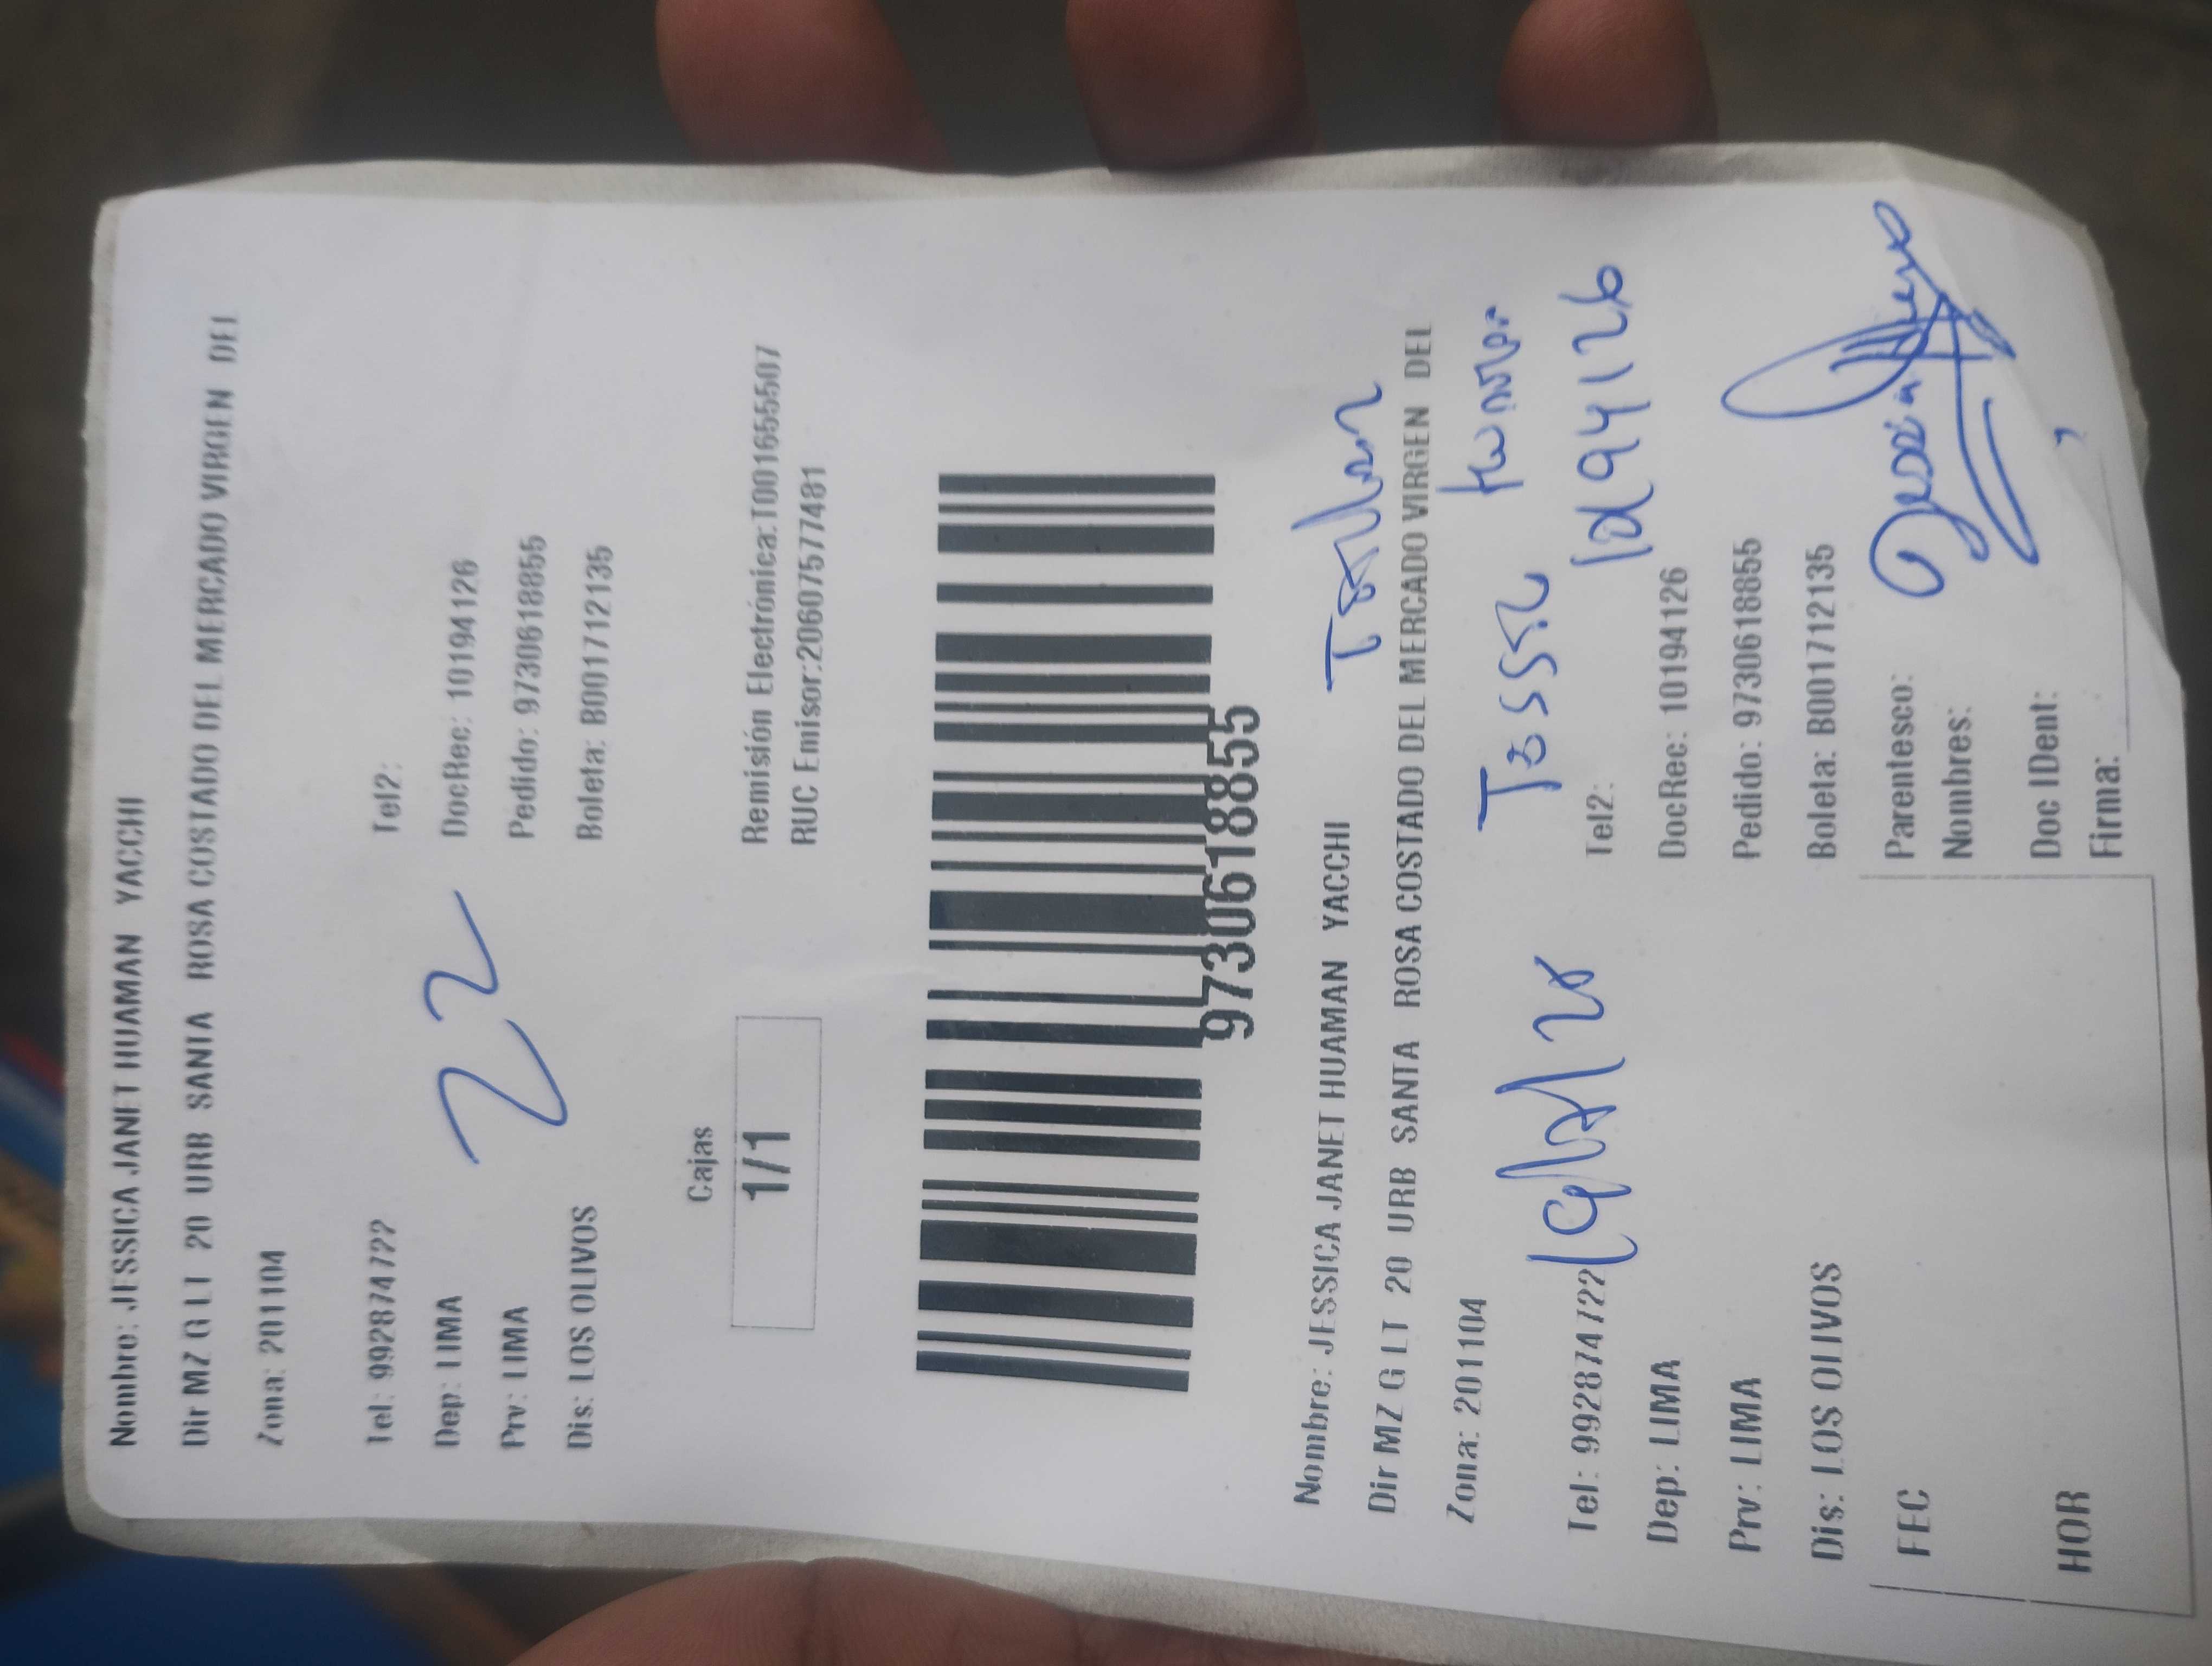 Nombre: JESSICA JANET HUAMAN YACCHI
Dir MZ G LT 20 URB SANTA ROSA COSTADO DEL MERCADO VIRGEN DEL
Zona: 201104
Tel: 992874722 Tel2:
Dep: LIMA DocRec: 10194126
Prv: LIMA Pedido: 9730618855
Dis: LOS OLIVOS Boleta: B001712135
22
Cajas
1/1
Remisión Electrónica:T001655507
RUC Emisor:20607577481
9730618855
Nombre: JESSICA JANET HUAMAN YACCHI
Dir MZ G LT 20 URB SANTA ROSA COSTADO DEL MERCADO VIRGEN DEL
Zona: 201104
Tel: 992874722 Tel2:
10194126
Dep: LIMA DocRec: 10194126
Prv: LIMA Pedido: 9730618855
Dis: LOS OLIVOS Boleta: B001712135
FEC Parentesco:
Nombres:
HOR Doc IDent:
Firma: